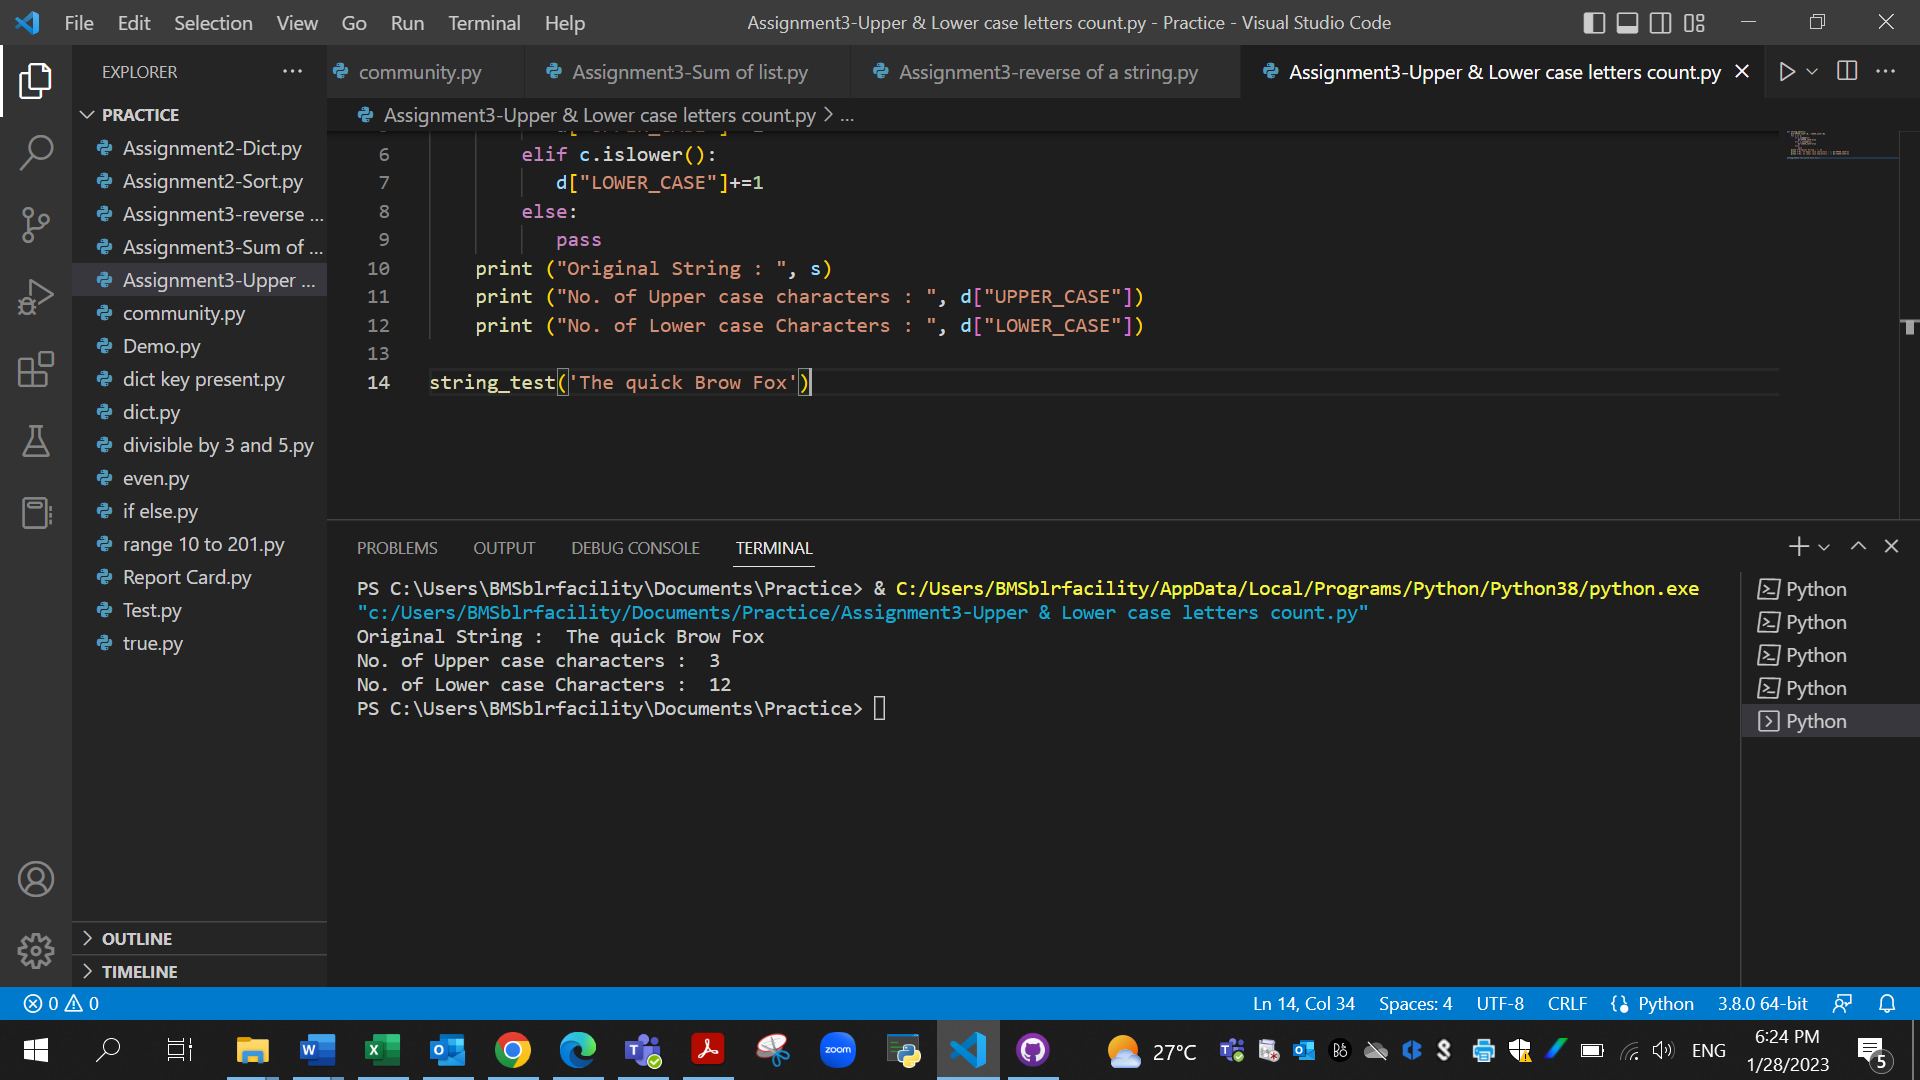 File Edit Selection View Go Run Terminal Help
Assignment3-Upper & Lower case letters count.py - Practice - Visual Studio Code
EXPLORER
community.py Assignment3-Sum of list.py Assignment3-reverse of a string.py Assignment3-Upper & Lower case letters count.py
Assignment3-Upper & Lower case letters count.py > ...
PRACTICE
Assignment2-Dict.py
Assignment2-Sort.py
Assignment3-reverse ...
Assignment3-Sum of ...
Assignment3-Upper ...
community.py
Demo.py
dict key present.py
dict.py
divisible by 3 and 5.py
even.py
if else.py
range 10 to 201.py
Report Card.py
Test.py
true.py
OUTLINE
TIMELINE
6 elif c.islower():
7 d["LOWER_CASE"]+=1
8 else:
9 pass
10 print ("Original String : ", s)
11 print ("No. of Upper case characters : ", d["UPPER_CASE"])
12 print ("No. of Lower case Characters : ", d["LOWER_CASE"])
13
14 string_test('The quick Brow Fox')
PROBLEMS OUTPUT DEBUG CONSOLE TERMINAL
PS C:\Users\BMSblrfacility\Documents\Practice> & C:/Users/BMSblrfacility/AppData/Local/Programs/Python/Python38/python.exe
"c:/Users/BMSblrfacility/Documents/Practice/Assignment3-Upper & Lower case letters count.py"
Original String :  The quick Brow Fox
No. of Upper case characters :  3
No. of Lower case Characters :  12
PS C:\Users\BMSblrfacility\Documents\Practice>
Python
Python
Python
Python
Python
0 0
Ln 14, Col 34 Spaces: 4 UTF-8 CRLF Python 3.8.0 64-bit
zoom
27°C
ENG
6:24 PM
1/28/2023
5